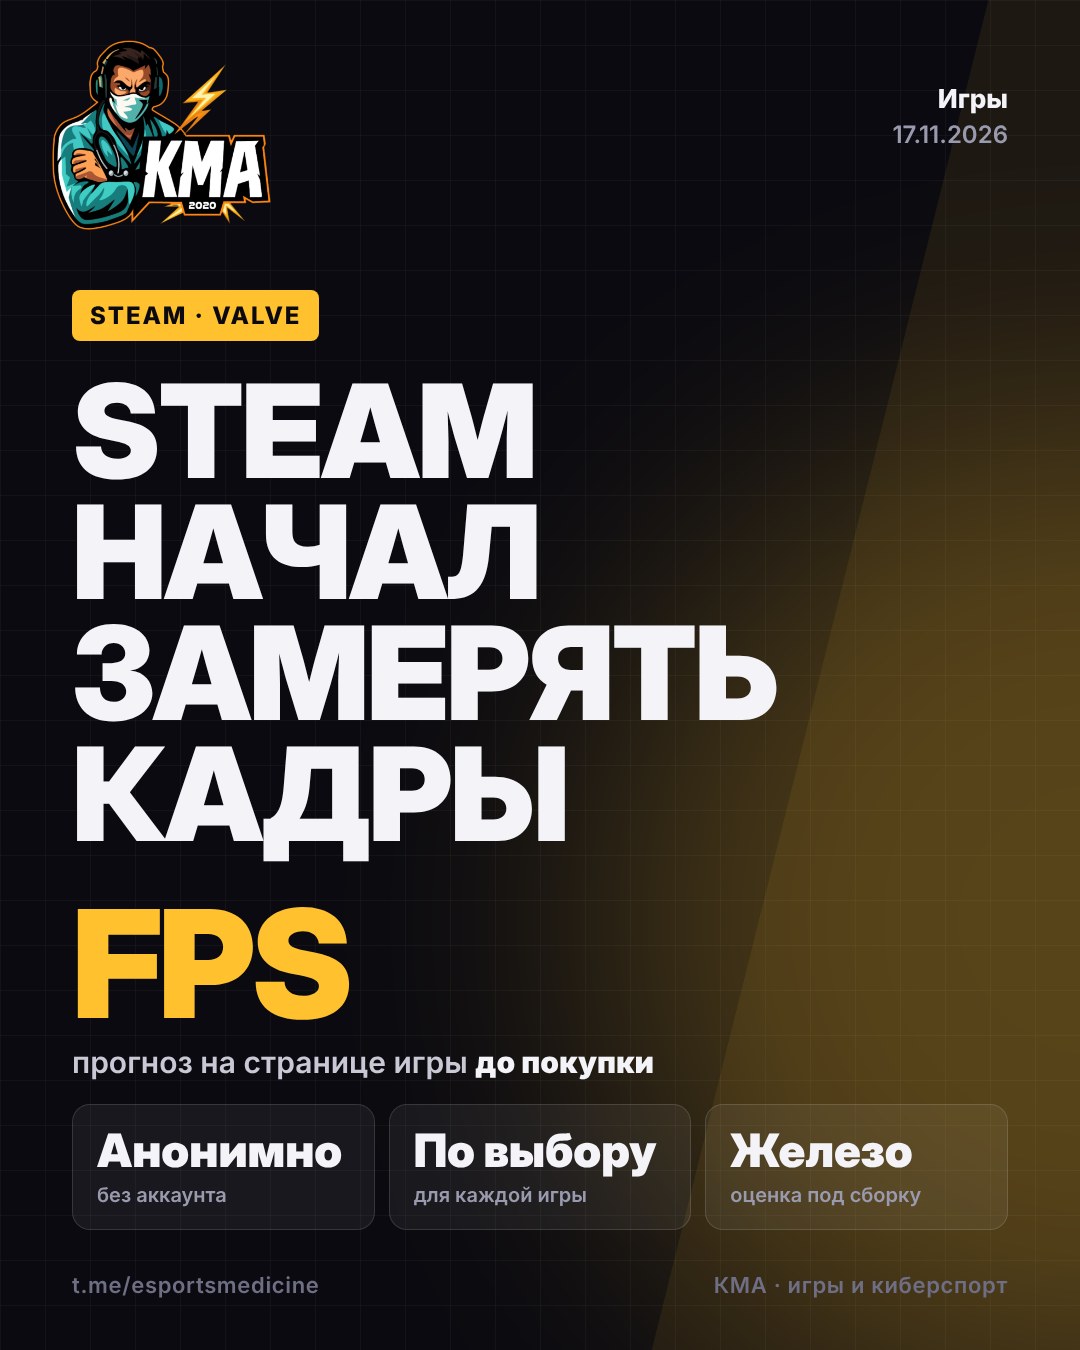 KMA
2020
Игры
17.11.2026
STEAM · VALVE
STEAM
НАЧАЛ
ЗАМЕРЯТЬ
КАДРЫ
FPS
прогноз на странице игры до покупки
Анонимно
без аккаунта
По выбору
для каждой игры
Железо
оценка под сборку
t.me/esportsmedicine
КМА · игры и киберспорт